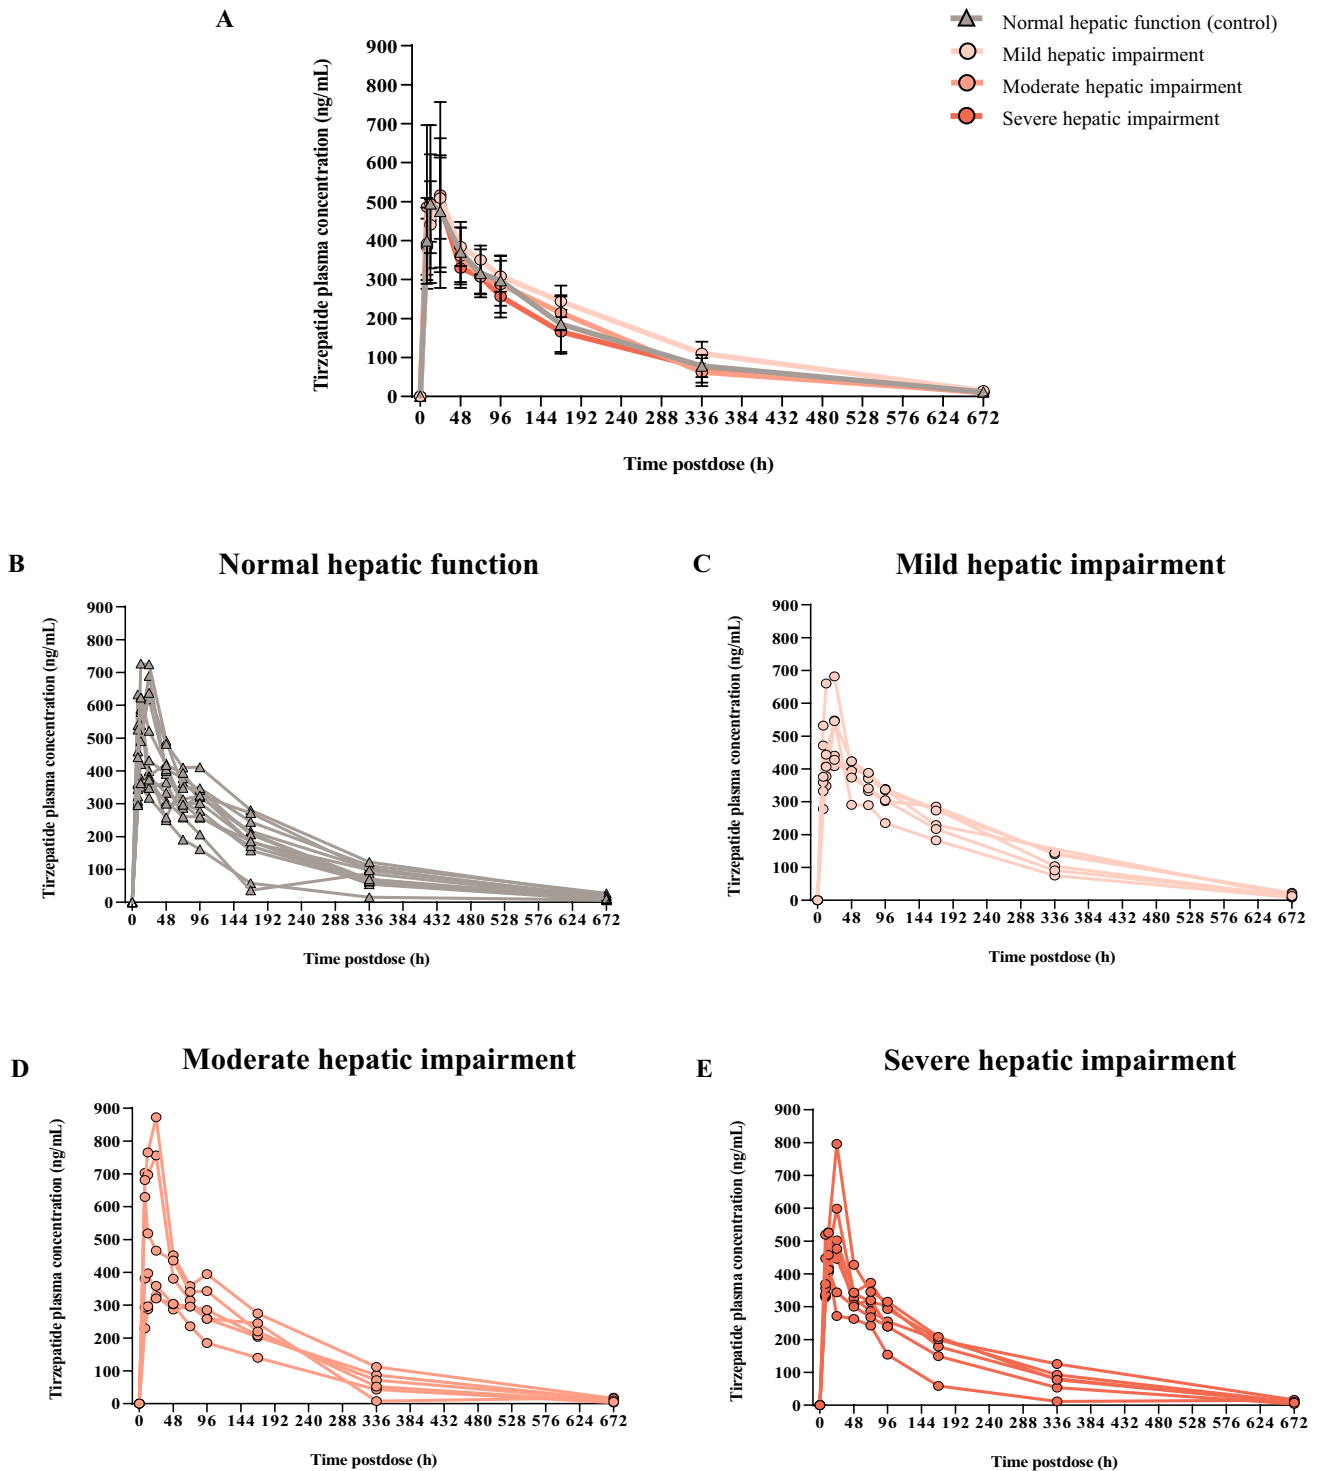 A
Normal hepatic function (control)
Mild hepatic impairment
Moderate hepatic impairment
Severe hepatic impairment
Tirzepatide plasma concentration (ng/mL)
900
800
700
600
500
400
300
200
100
0
0 48 96 144 192 240 288 336 384 432 480 528 576 624 672
Time postdose (h)
B
Normal hepatic function
Tirzepatide plasma concentration (ng/mL)
900
800
700
600
500
400
300
200
100
0
0 48 96 144 192 240 288 336 384 432 480 528 576 624 672
Time postdose (h)
C
Mild hepatic impairment
Tirzepatide plasma concentration (ng/mL)
900
800
700
600
500
400
300
200
100
0
0 48 96 144 192 240 288 336 384 432 480 528 576 624 672
Time postdose (h)
D
Moderate hepatic impairment
Tirzepatide plasma concentration (ng/mL)
900
800
700
600
500
400
300
200
100
0
0 48 96 144 192 240 288 336 384 432 480 528 576 624 672
Time postdose (h)
E
Severe hepatic impairment
Tirzepatide plasma concentration (ng/mL)
900
800
700
600
500
400
300
200
100
0
0 48 96 144 192 240 288 336 384 432 480 528 576 624 672
Time postdose (h)